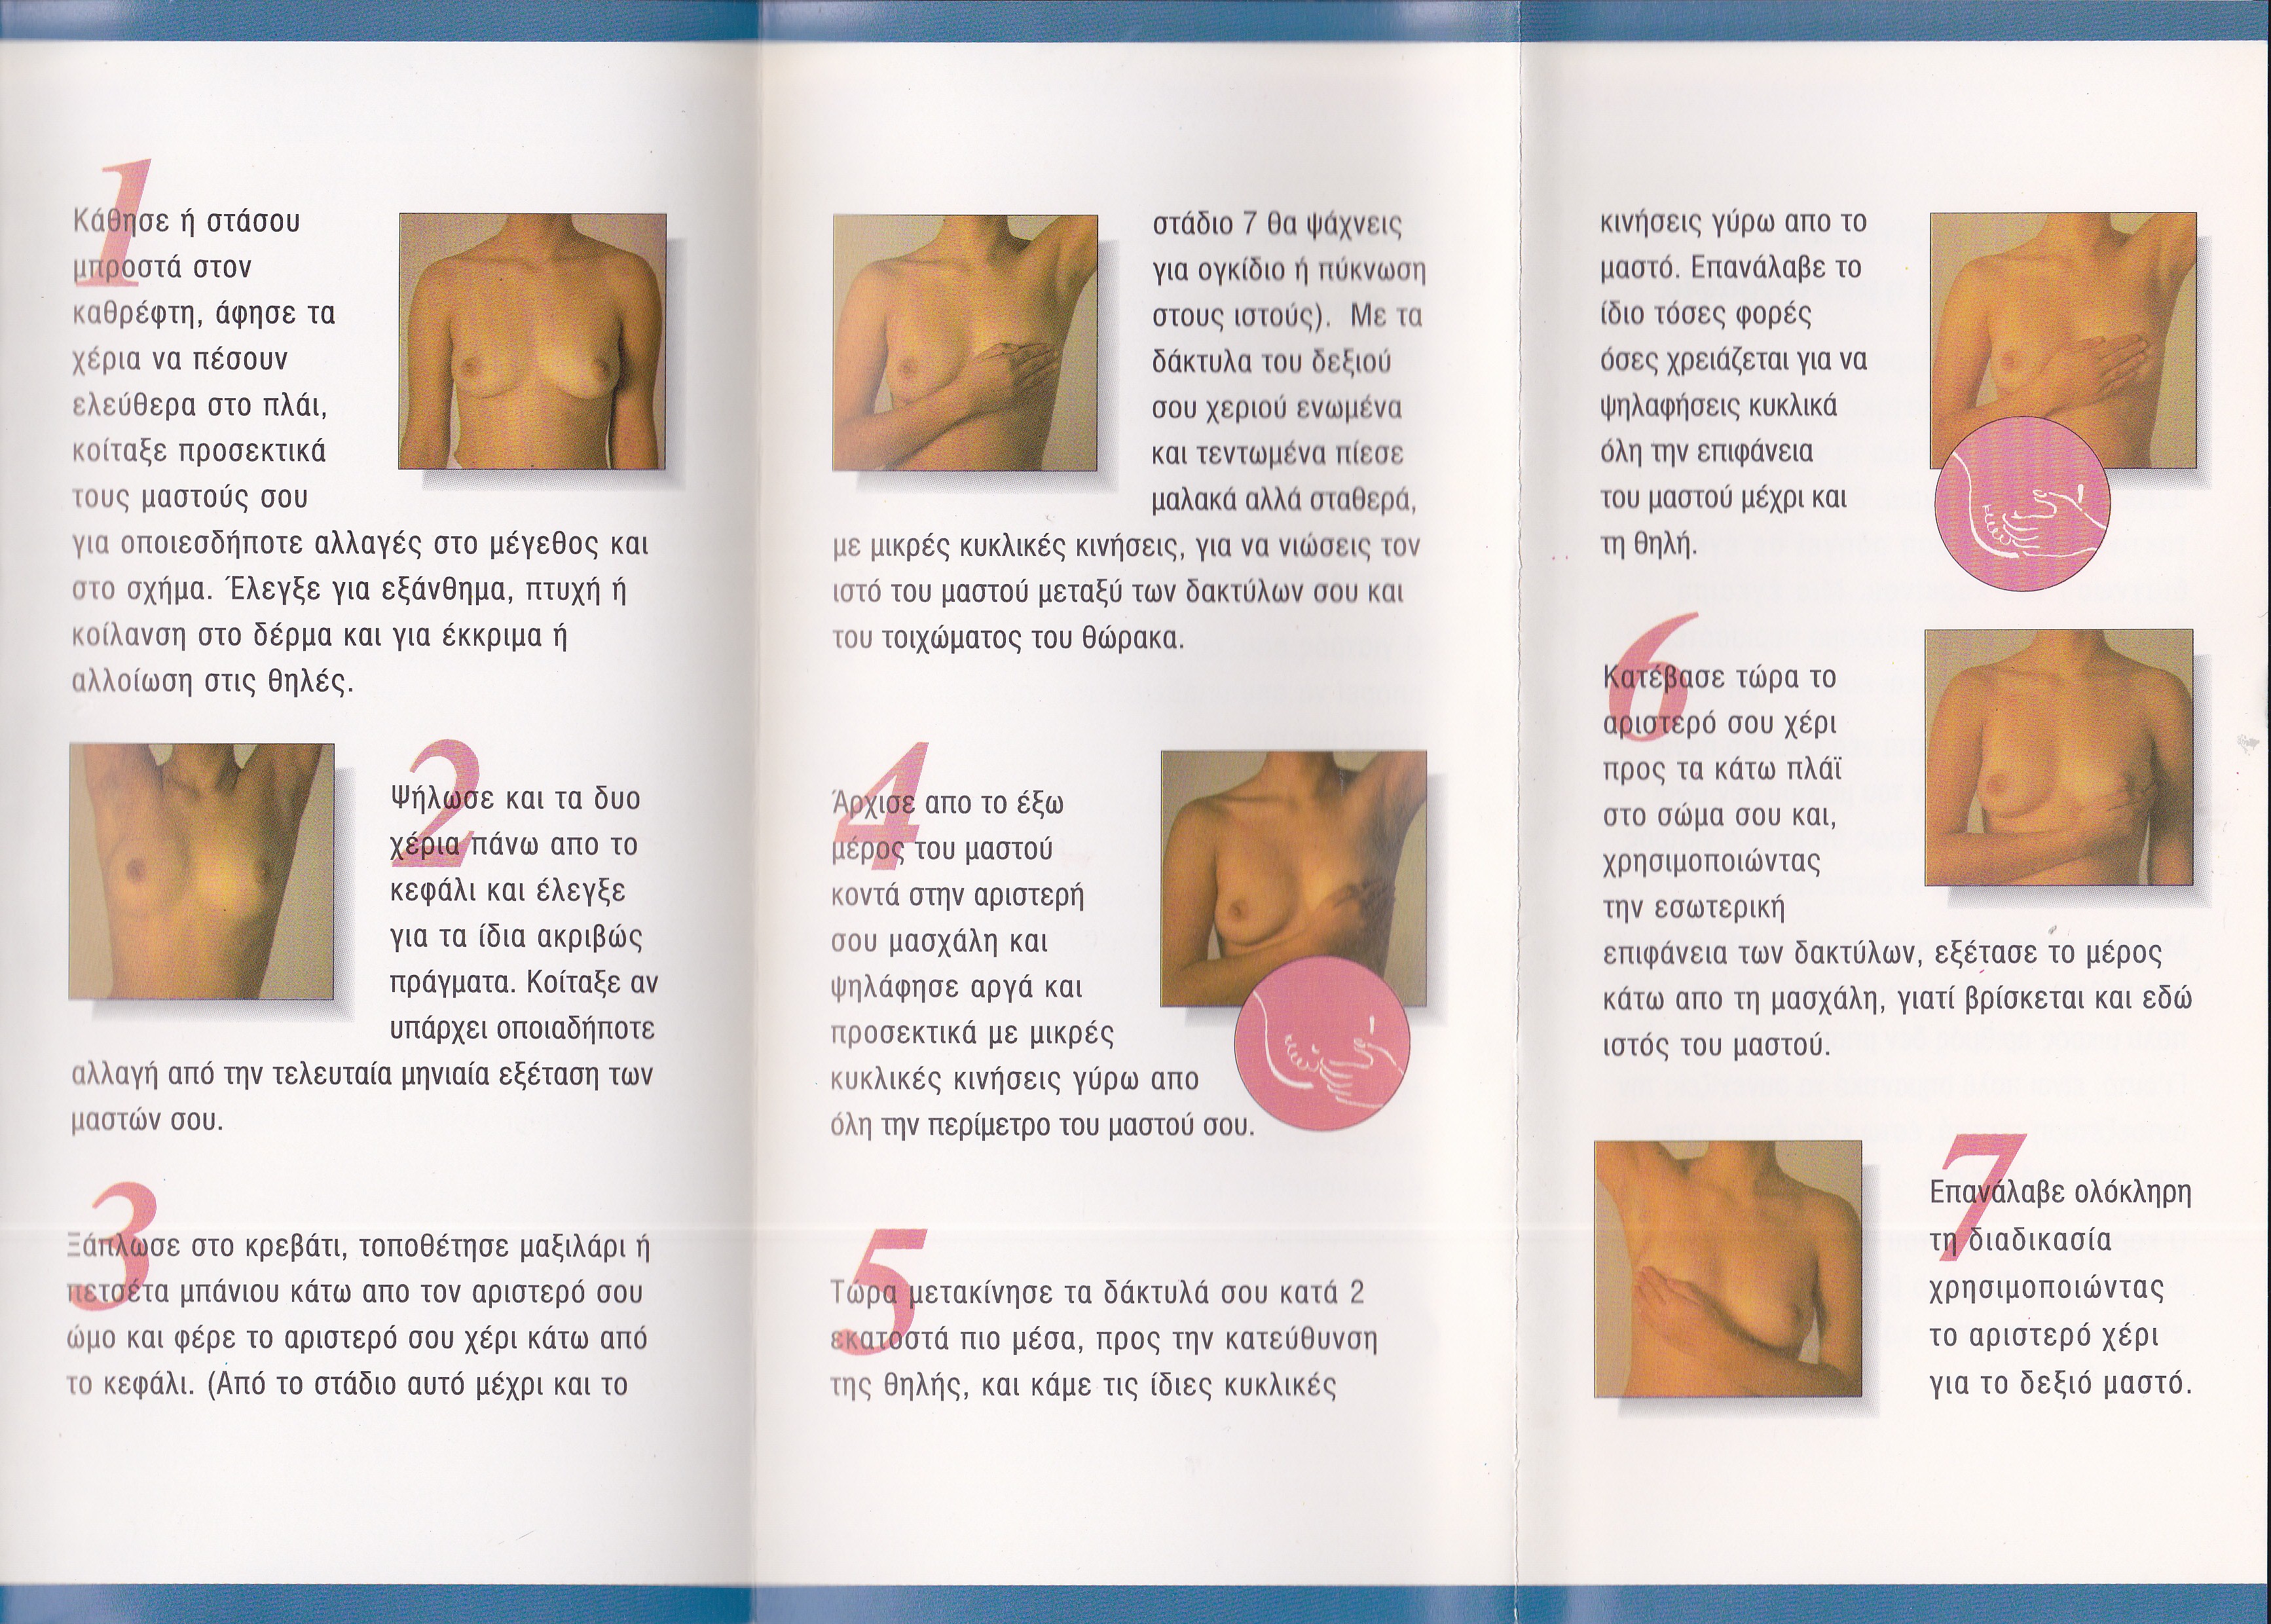 1
Κάθησε ή στάσου
μπροστά στον
καθρέφτη, άφησε τα
χέρια να πέσουν
ελεύθερα στο πλάι,
κοίταξε προσεκτικά
τους μαστούς σου
για οποιεσδήποτε αλλαγές στο μέγεθος και
στο σχήμα. Έλεγξε για εξάνθημα, πτυχή ή
κοίλανση στο δέρμα και για έκκριμα ή
αλλοίωση στις θηλές.
2
Ψήλωσε και τα δυο
χέρια πάνω απο το
κεφάλι και έλεγξε
για τα ίδια ακριβώς
πράγματα. Κοίταξε αν
υπάρχει οποιαδήποτε
αλλαγή από την τελευταία μηνιαία εξέταση των
μαστών σου.
3
Ξάπλωσε στο κρεβάτι, τοποθέτησε μαξιλάρι ή
πετσέτα μπάνιου κάτω απο τον αριστερό σου
ώμο και φέρε το αριστερό σου χέρι κάτω από
το κεφάλι. (Από το στάδιο αυτό μέχρι και το
στάδιο 7 θα ψάχνεις
για ογκίδιο ή πύκνωση
στους ιστούς). Με τα
δάκτυλα του δεξιού
σου χεριού ενωμένα
και τεντωμένα πίεσε
μαλακά αλλά σταθερά,
με μικρές κυκλικές κινήσεις, για να νιώσεις τον
ιστό του μαστού μεταξύ των δακτύλων σου και
του τοιχώματος του θώρακα.
4
Άρχισε απο το έξω
μέρος του μαστού
κοντά στην αριστερή
σου μασχάλη και
ψηλάφησε αργά και
προσεκτικά με μικρές
κυκλικές κινήσεις γύρω απο
όλη την περίμετρο του μαστού σου.
5
Τώρα μετακίνησε τα δάκτυλά σου κατά 2
εκατοστά πιο μέσα, προς την κατεύθυνση
της θηλής, και κάμε τις ίδιες κυκλικές
κινήσεις γύρω απο το
μαστό. Επανάλαβε το
ίδιο τόσες φορές
όσες χρειάζεται για να
ψηλαφήσεις κυκλικά
όλη την επιφάνεια
του μαστού μέχρι και
τη θηλή.
6
Κατέβασε τώρα το
αριστερό σου χέρι
προς τα κάτω πλάϊ
στο σώμα σου και,
χρησιμοποιώντας
την εσωτερική
επιφάνεια των δακτύλων, εξέτασε το μέρος
κάτω απο τη μασχάλη, γιατί βρίσκεται και εδώ
ιστός του μαστού.
7
Επανάλαβε ολόκληρη
τη διαδικασία
χρησιμοποιώντας
το αριστερό χέρι
για το δεξιό μαστό.